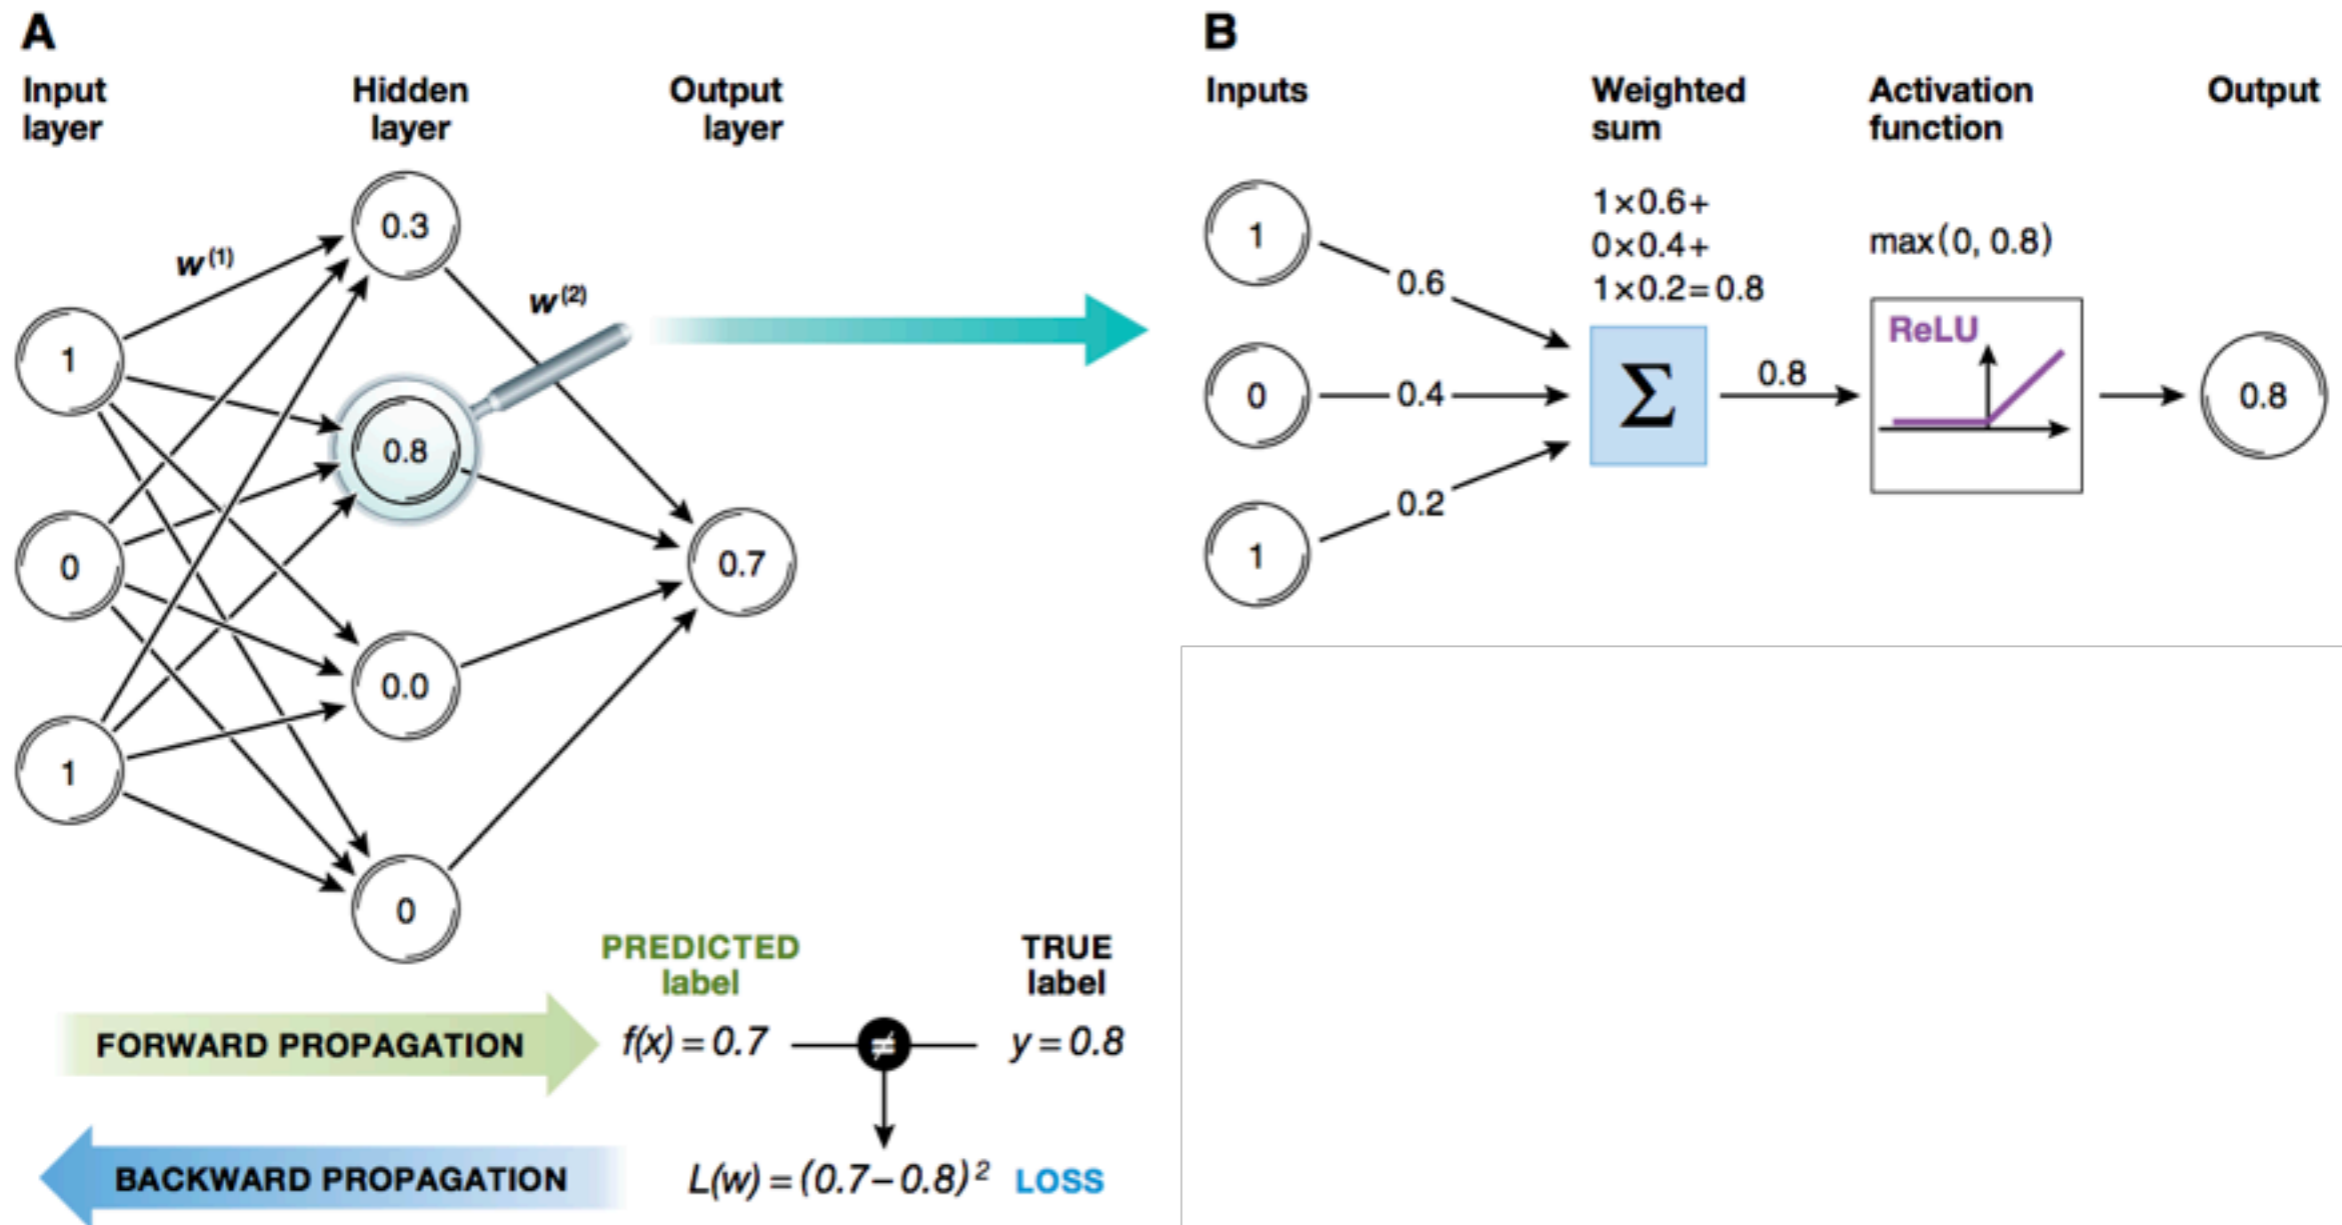 A
Input
layer
Hidden
layer
Output
layer
w(1)
w(2)
1
0
1
0.3
0.8
0.0
0
0.7
PREDICTED
label
TRUE
label
FORWARD PROPAGATION
f(x) = 0.7
≠
y = 0.8
BACKWARD PROPAGATION
L(w) = (0.7 – 0.8)²
LOSS
B
Inputs
Weighted
sum
Activation
function
Output
1
0
1
0.6
0.4
0.2
1×0.6+
0×0.4+
1×0.2=0.8
Σ
0.8
max(0, 0.8)
ReLU
0.8